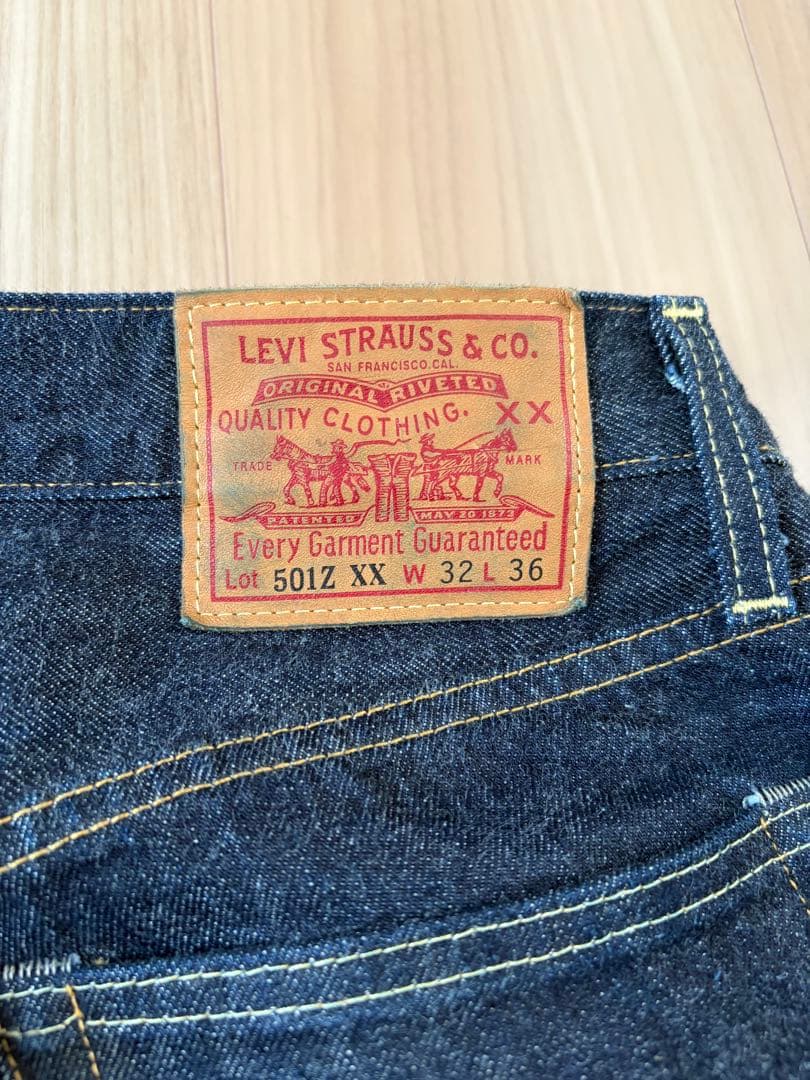 LEVI STRAUSS & CO.
SAN FRANCISCO.CAL.
ORIGINAL RIVETED
QUALITY CLOTHING. XX
TRADE MARK
PATENTED MAY 20 1873
Every Garment Guaranteed
Lot 501Z XX W 32 L 36